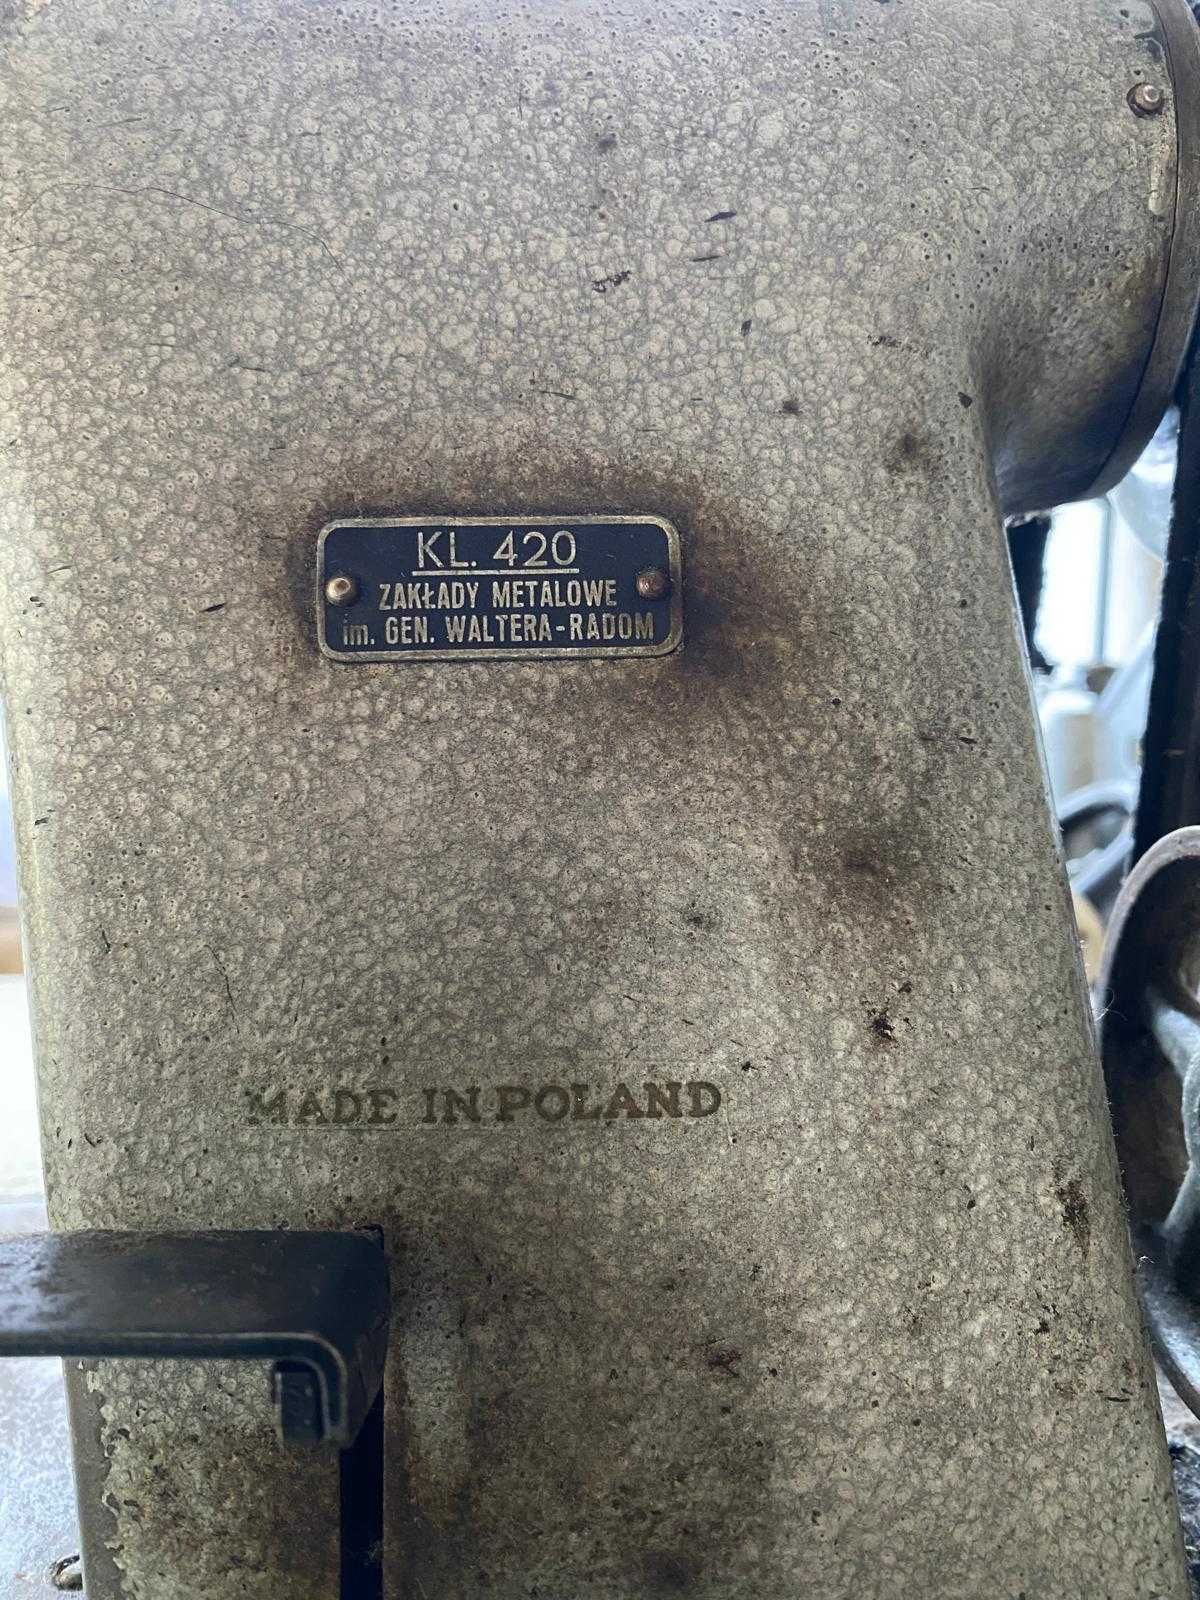 KL. 420
ZAKŁADY METALOWE
im. GEN. WALTERA-RADOM
MADE IN POLAND